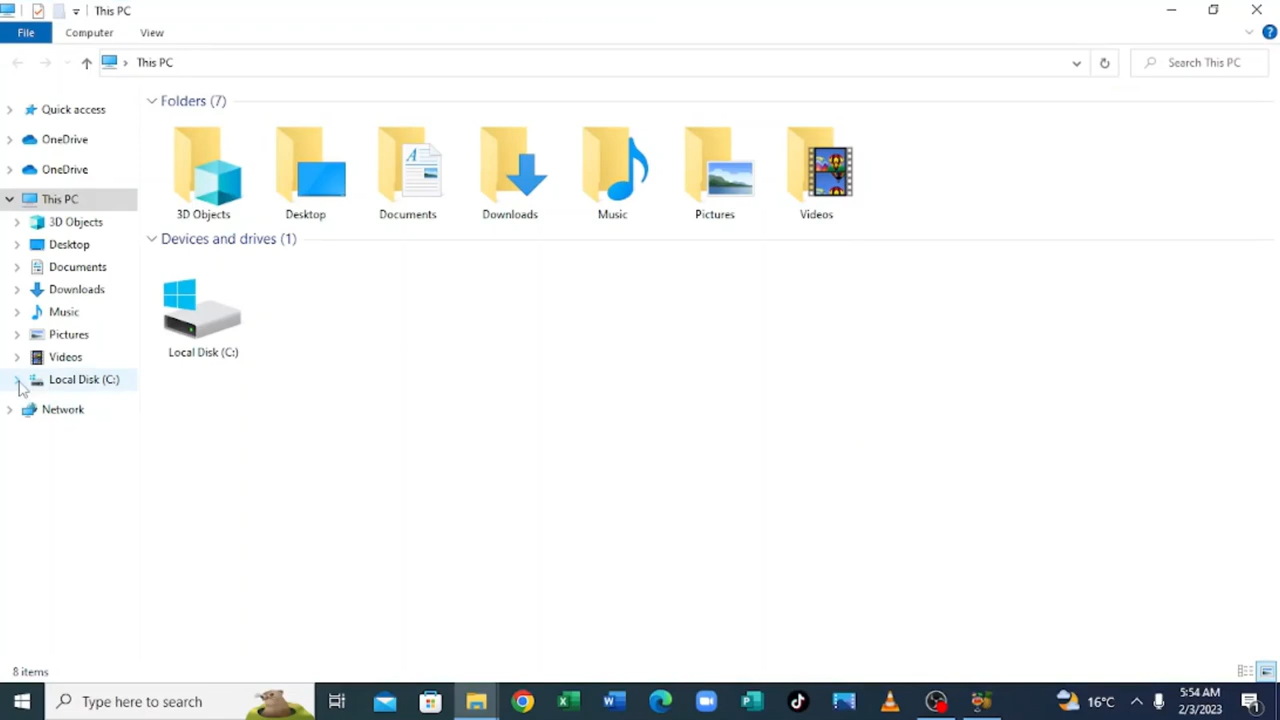 This PC
File Computer View
This PC
Search This PC
Quick access
OneDrive
OneDrive
This PC
3D Objects
Desktop
Documents
Downloads
Music
Pictures
Videos
Local Disk (C:)
Network
Folders (7)
3D Objects Desktop Documents Downloads Music Pictures Videos
Devices and drives (1)
Local Disk (C:)
8 items
Type here to search
16°C
5:54 AM
2/3/2023
1